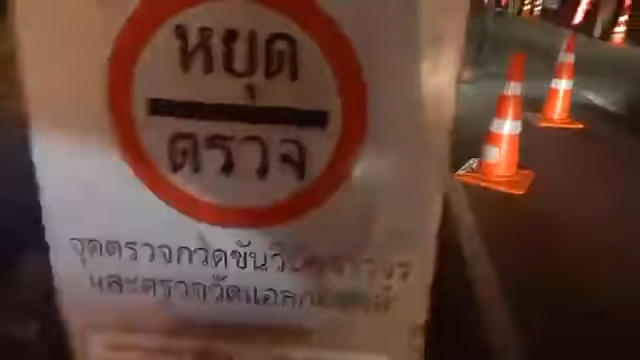 หยุด
ตรวจ
จุดตรวจกวดขันวินัยจราจร
และตรวจวัดแอลกอฮอล์